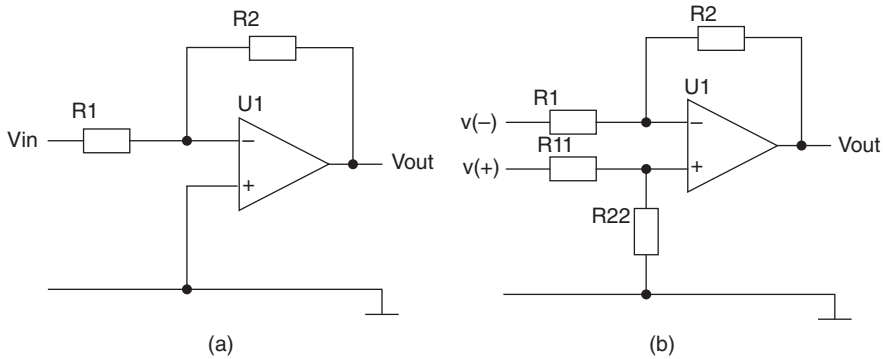 R2
R1
U1
Vin
−
+
Vout
(a)
R2
R1
U1
v(–)
−
R11
v(+)
+
Vout
R22
(b)